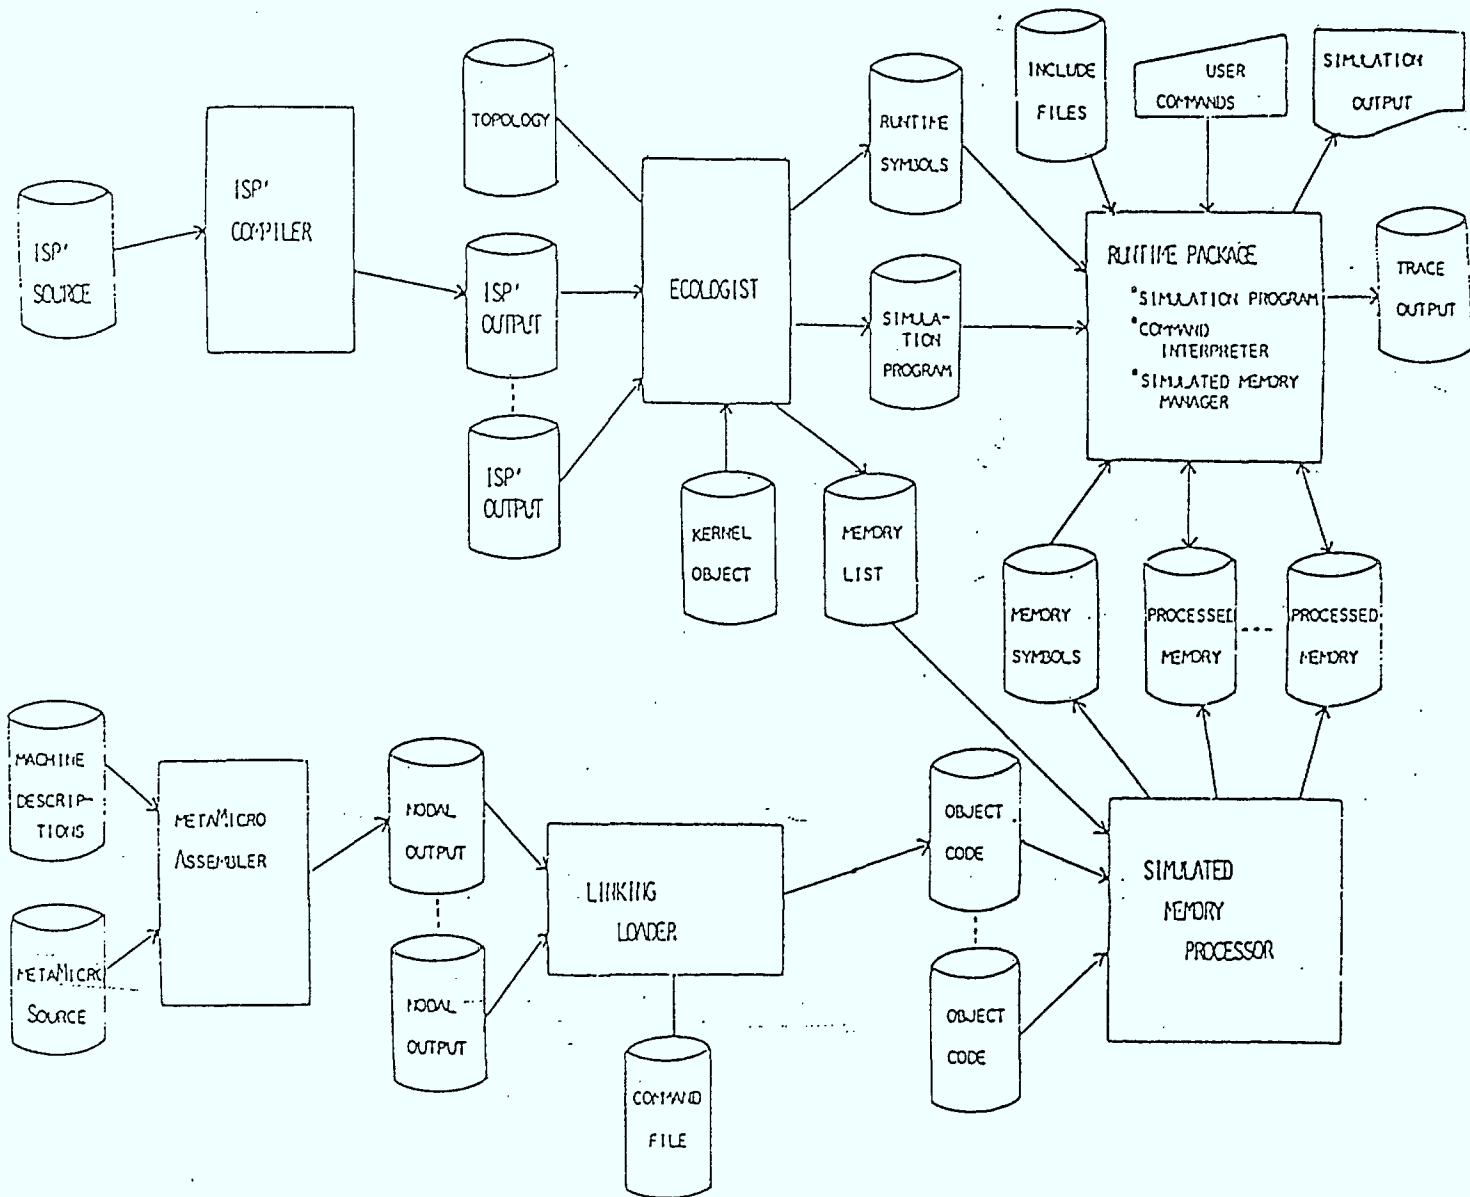 ISP'
SOURCE
ISP'
COMPILER
TOPOLOGY
ISP'
OUTPUT
ISP'
OUTPUT
ECOLOGIST
KERNEL
OBJECT
MEMORY
LIST
RUNTIME
SYMBOLS
SIMULA-
TION
PROGRAM
INCLUDE
FILES
USER
COMMANDS
SIMULATION
OUTPUT
RUNTIME PACKAGE
*SIMULATION PROGRAM
*COMMAND
INTERPRETER
*SIMULATED MEMORY
MANAGER
TRACE
OUTPUT
MEMORY
SYMBOLS
PROCESSED
MEMORY
PROCESSED
MEMORY
MACHINE
DESCRIP-
TIONS
METAMICRO
SOURCE
METAMICRO
ASSEMBLER
NODAL
OUTPUT
NODAL
OUTPUT
LINKING
LOADER
COMMAND
FILE
OBJECT
CODE
OBJECT
CODE
SIMULATED
MEMORY
PROCESSOR